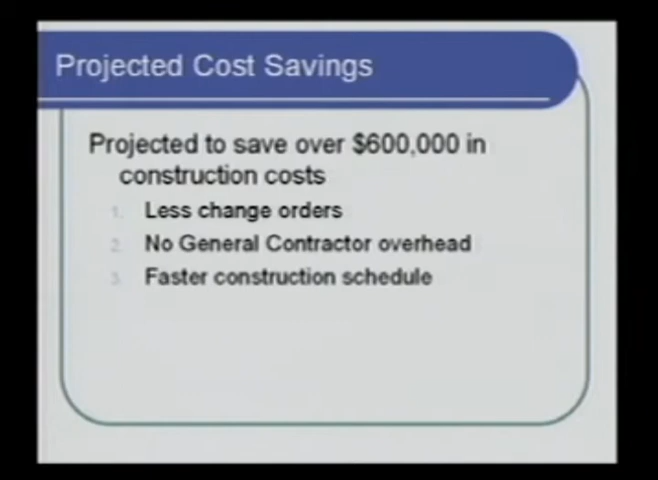 Projected Cost Savings
Projected to save over $600,000 in
construction costs
1. Less change orders
2. No General Contractor overhead
3. Faster construction schedule